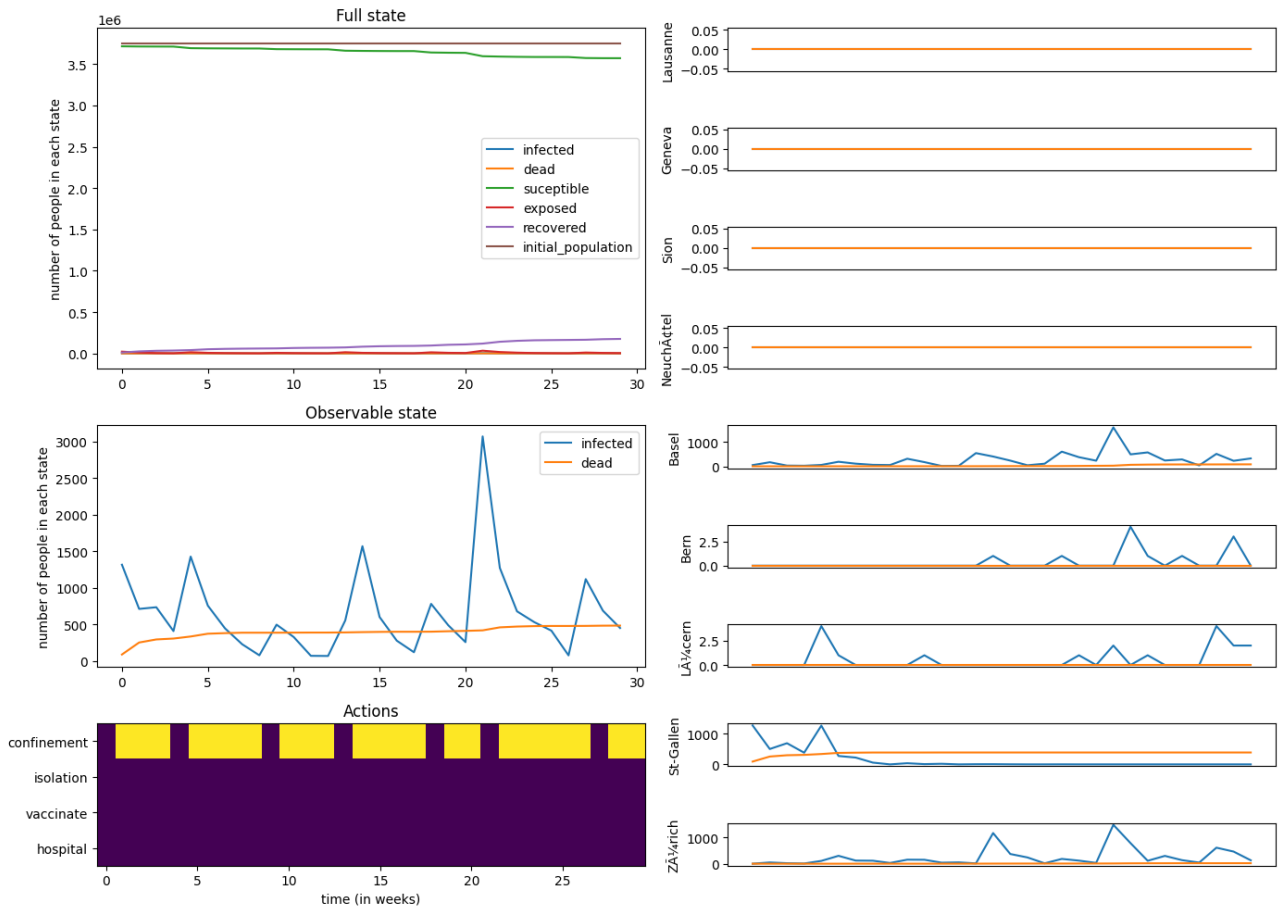 Full state
1e6
number of people in each state
3.5
3.0
2.5
2.0
1.5
1.0
0.5
0.0
infected
dead
suceptible
exposed
recovered
initial_population
0 5 10 15 20 25 30
Observable state
number of people in each state
3000
2500
2000
1500
1000
500
0
infected
dead
0 5 10 15 20 25 30
Actions
confinement
isolation
vaccinate
hospital
0 5 10 15 20 25
time (in weeks)
Lausanne
0.05
0.00
−0.05
Geneva
0.05
0.00
−0.05
Sion
0.05
0.00
−0.05
NeuchÃ¢tel
0.05
0.00
−0.05
Basel
1000
0
Bern
2.5
0.0
LÃ¼cern
2.5
0.0
St-Gallen
1000
0
ZÃ¼rich
1000
0